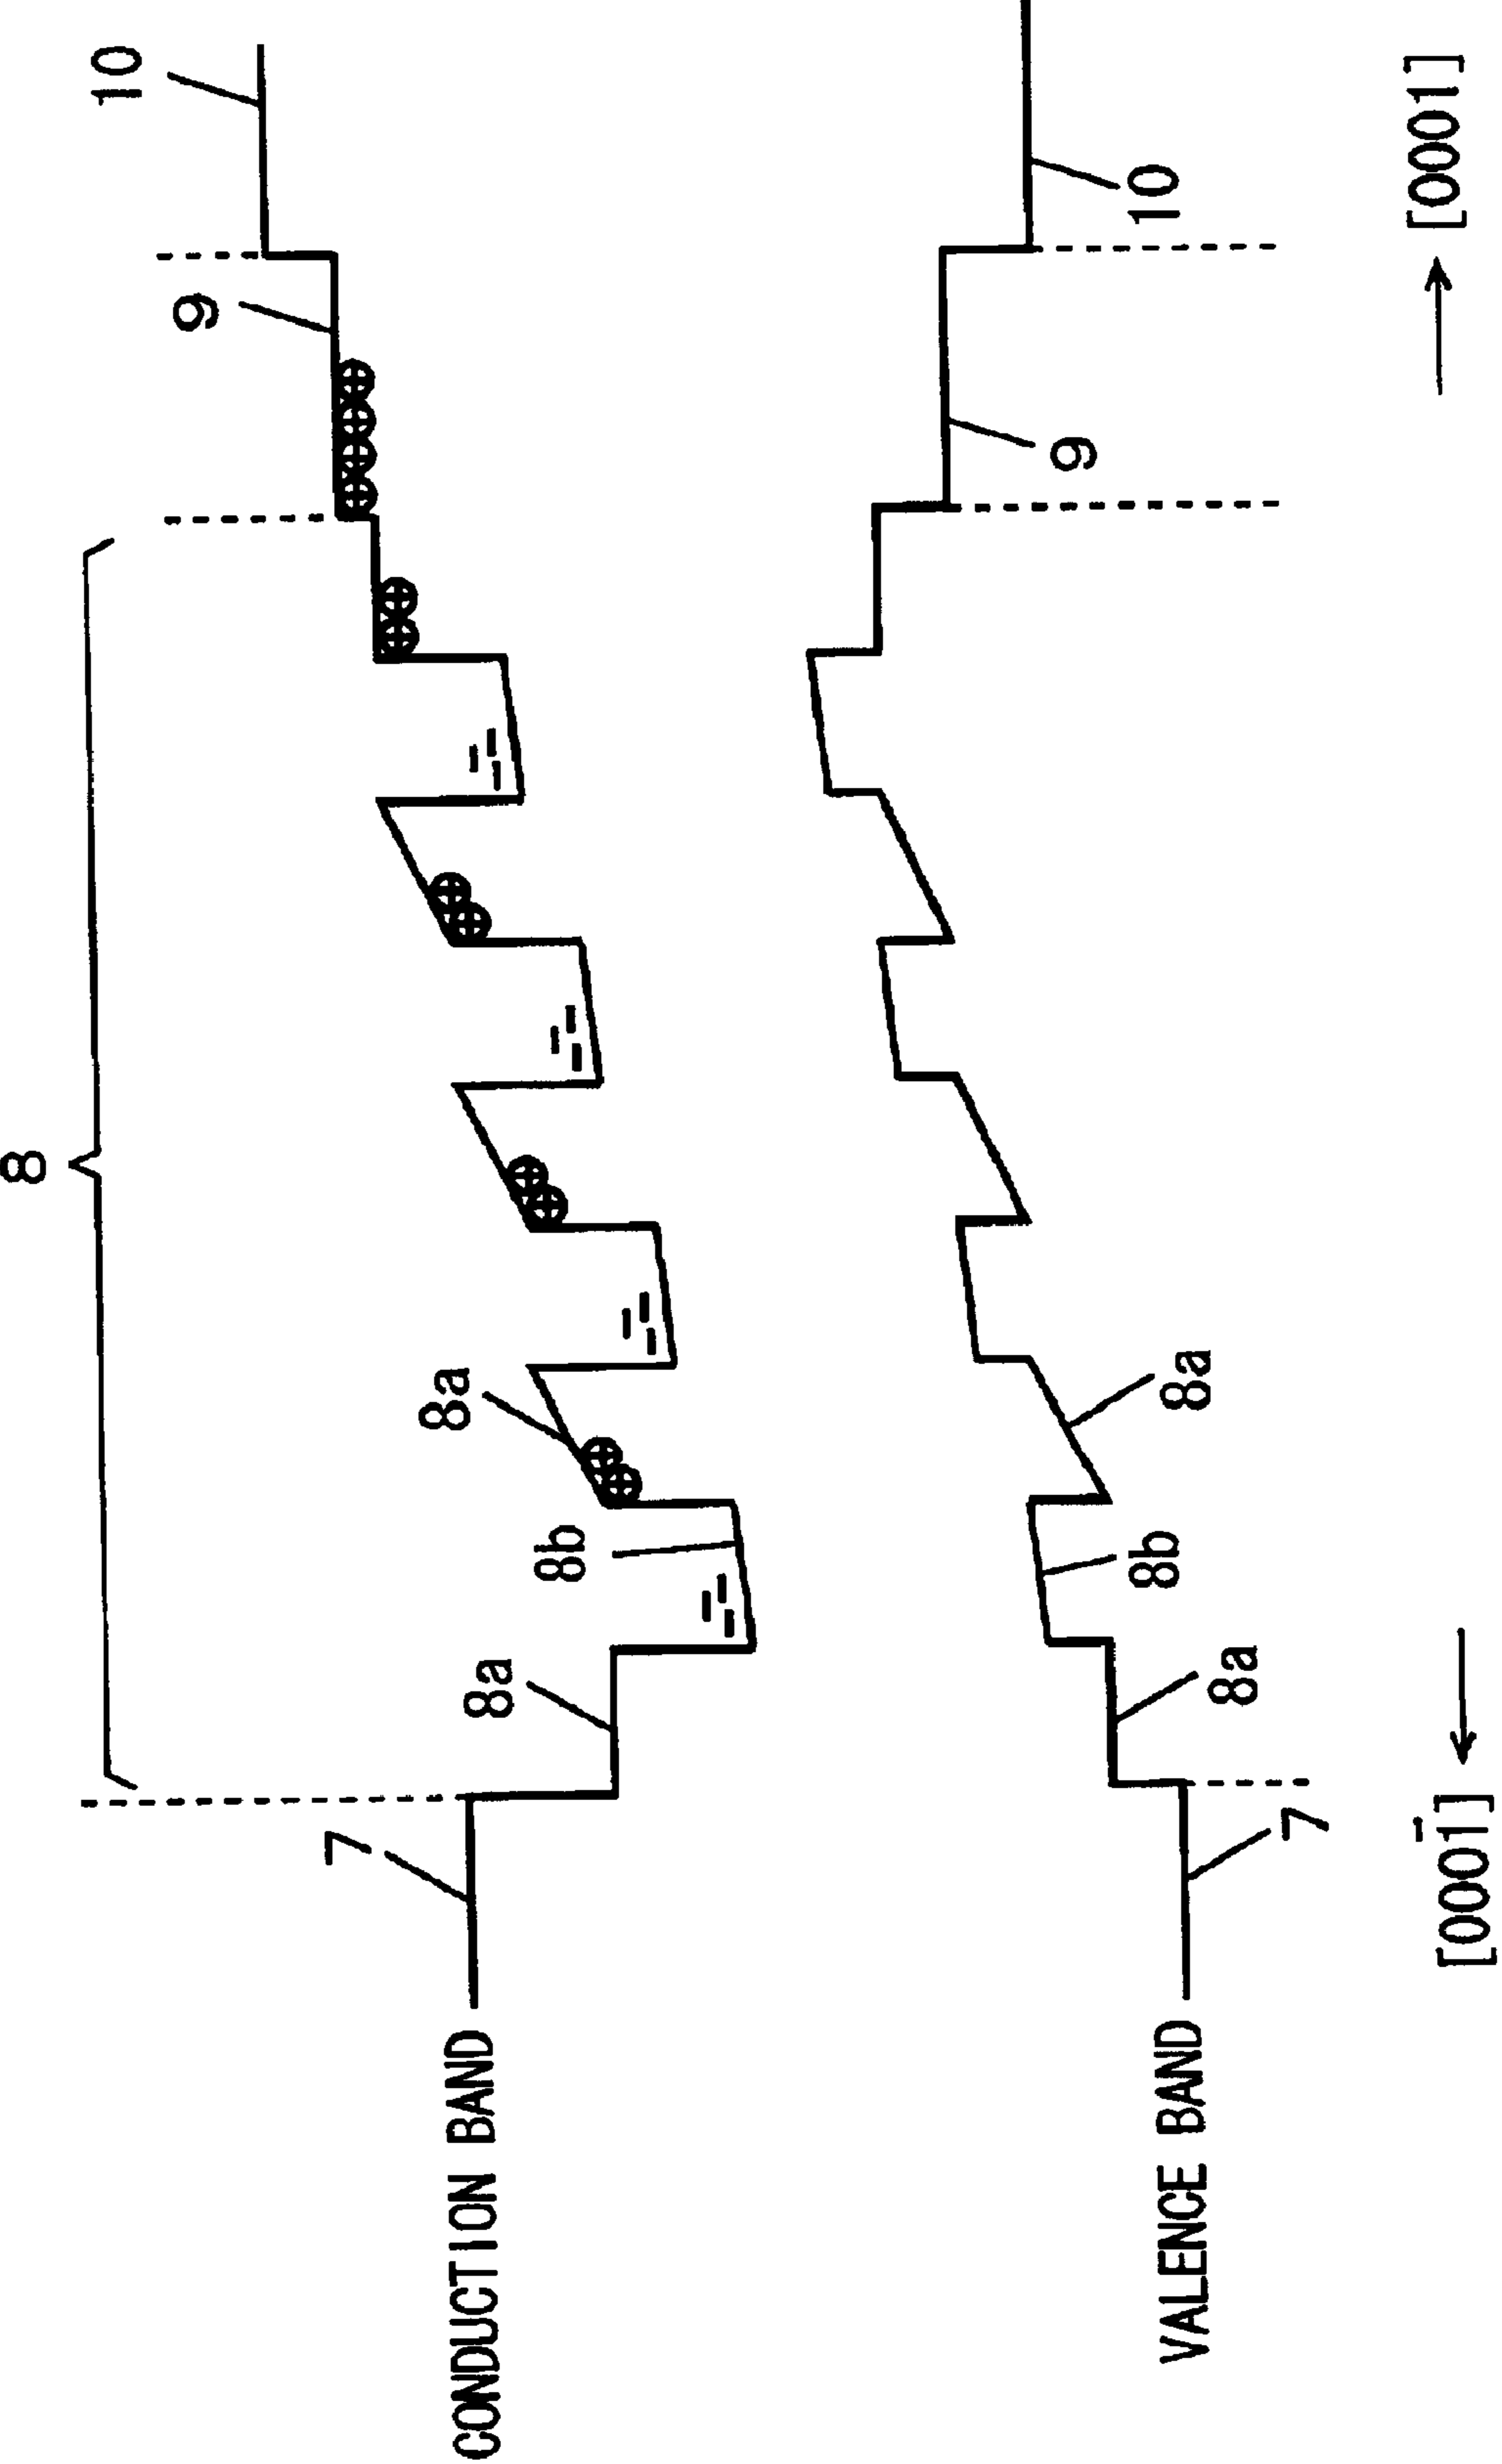 8
10
9
7
8a
8b
8a
CONDUCTION BAND
10
9
8a
8b
8a
7
VALENCE BAND
[0001̄]
[0001]